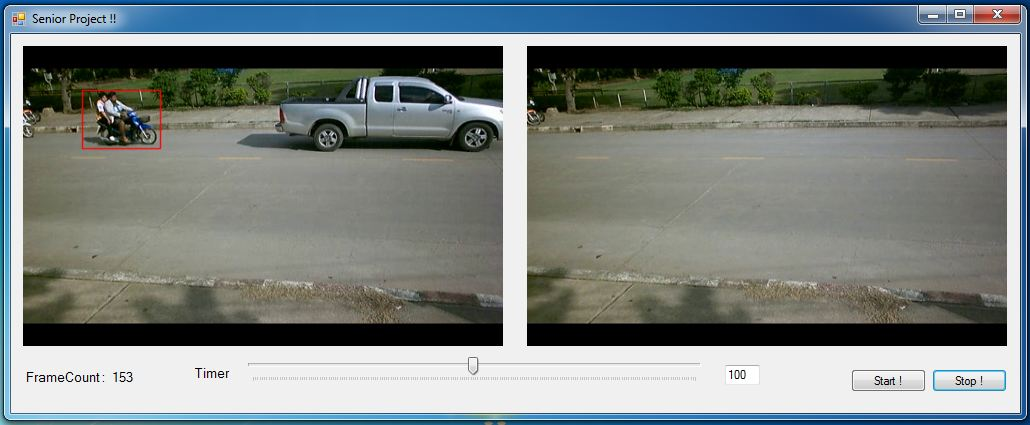 Senior Project !!
FrameCount: 153
Timer
100
Start !
Stop !